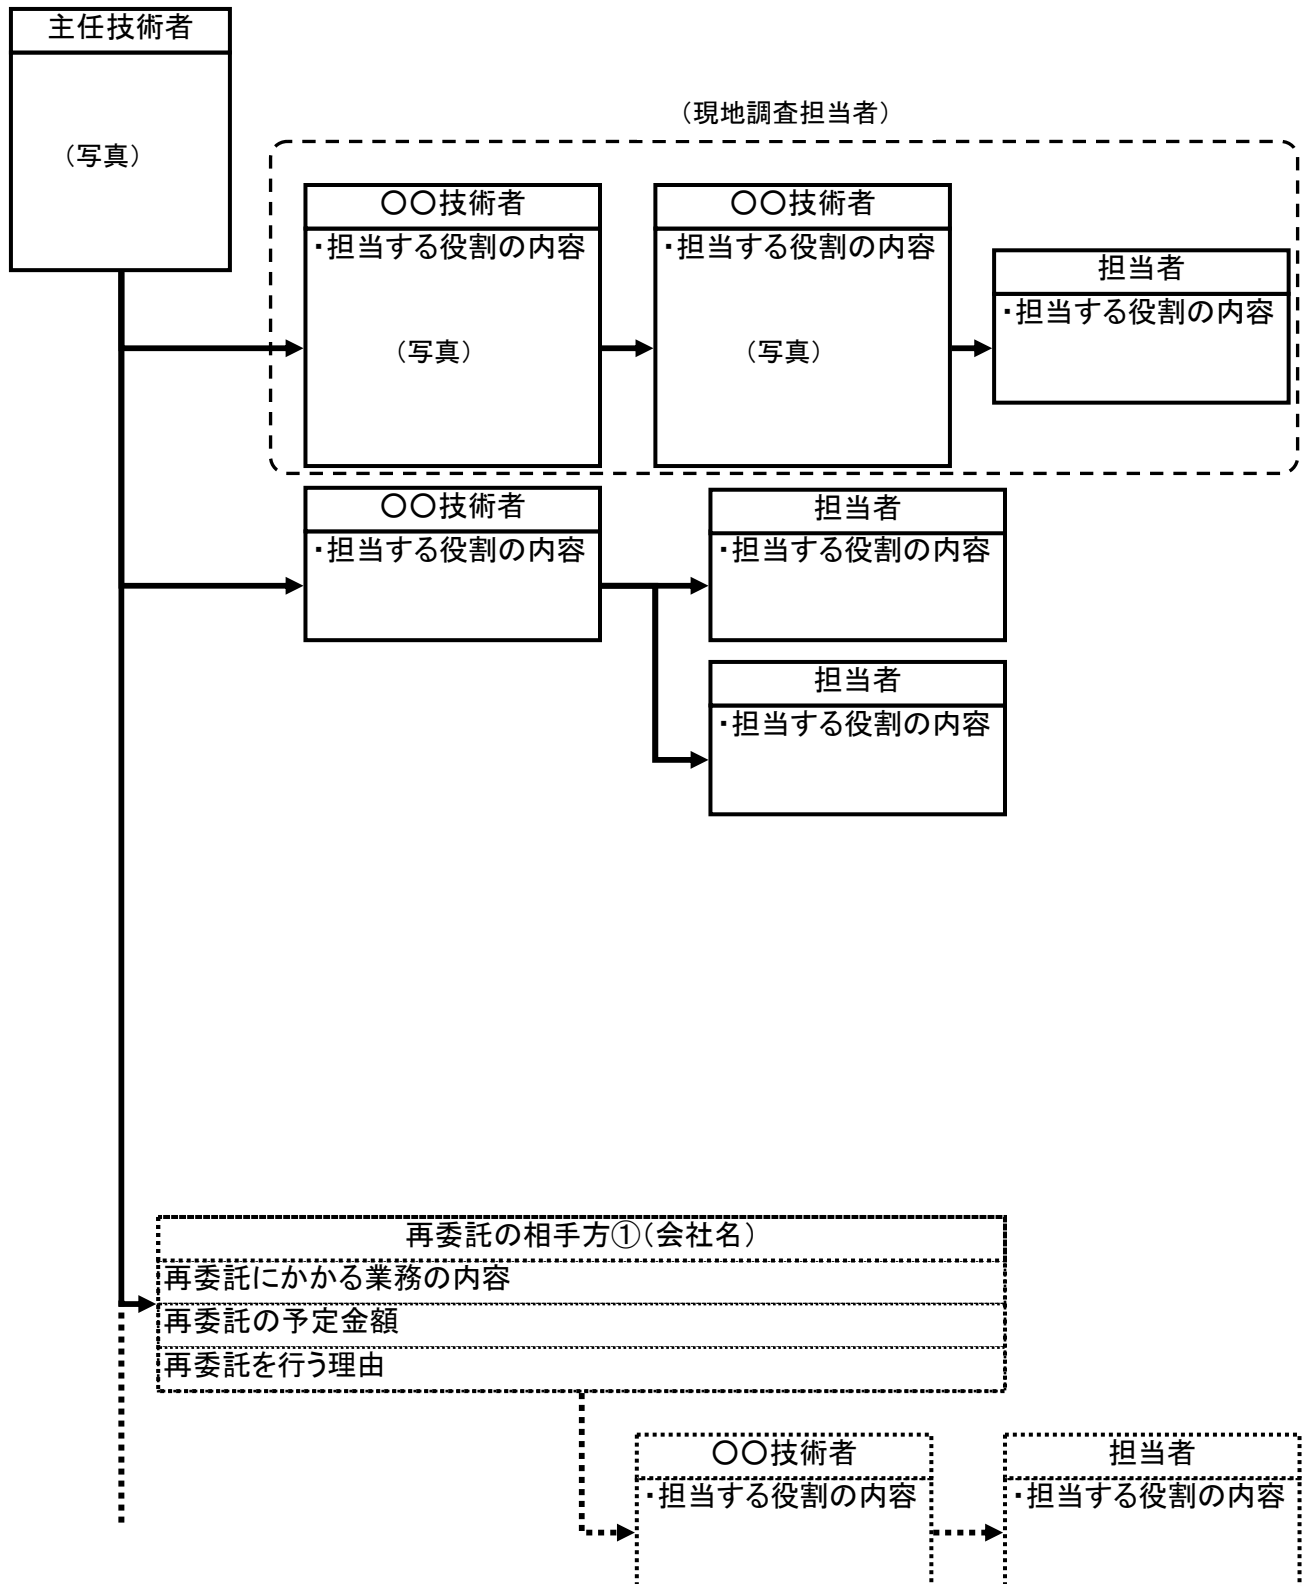 主任技術者
（写真）
（現地調査担当者）
○○技術者
・担当する役割の内容
（写真）
○○技術者
・担当する役割の内容
（写真）
担当者
・担当する役割の内容
○○技術者
・担当する役割の内容
担当者
・担当する役割の内容
担当者
・担当する役割の内容
再委託の相手方①（会社名）
再委託にかかる業務の内容
再委託の予定金額
再委託を行う理由
○○技術者
・担当する役割の内容
担当者
・担当する役割の内容